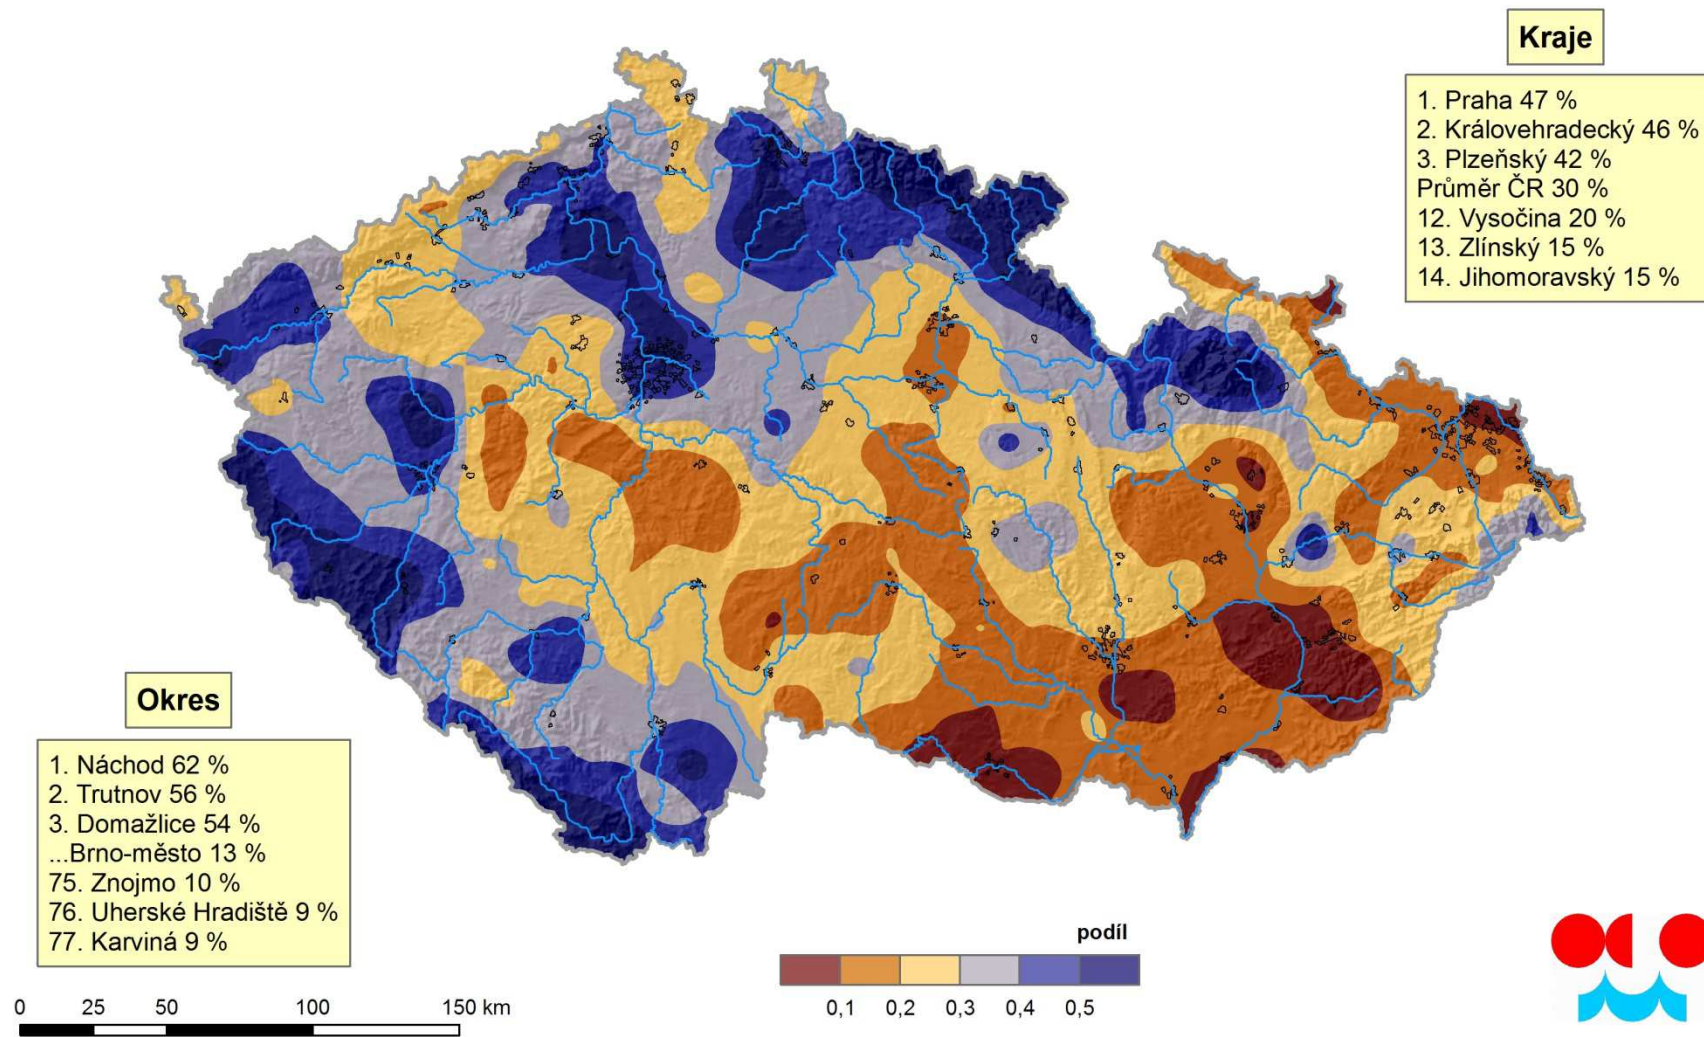 Kraje
1. Praha 47 %
2. Královehradecký 46 %
3. Plzeňský 42 %
Průměr ČR 30 %
12. Vysočina 20 %
13. Zlínský 15 %
14. Jihomoravský 15 %
Okres
1. Náchod 62 %
2. Trutnov 56 %
3. Domažlice 54 %
...Brno-město 13 %
75. Znojmo 10 %
76. Uherské Hradiště 9 %
77. Karviná 9 %
podíl
0,1 0,2 0,3 0,4 0,5
0 25 50 100 150 km